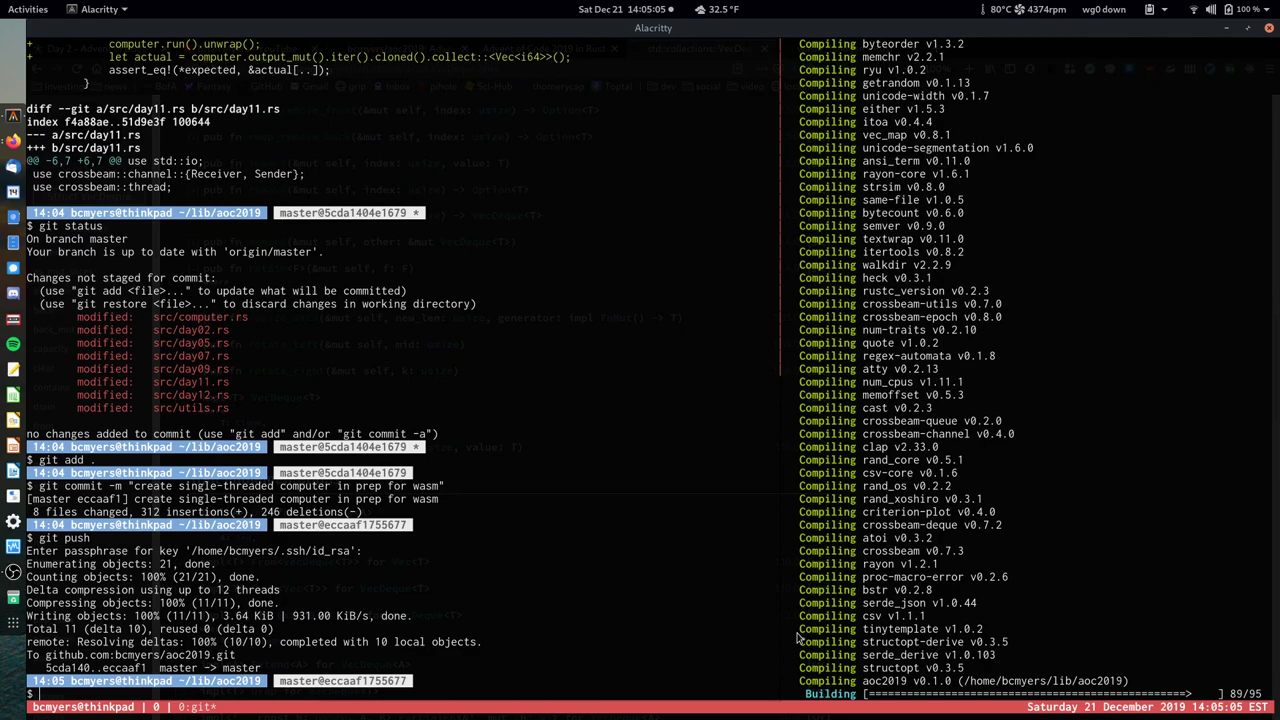 Activities
Alacritty
Sat Dec 21 14:05:05
32.5 °F
80°C
4374rpm
wg0 down
100 %
Alacritty
+            computer.run().unwrap();
+            let actual = computer.output_mut().iter().cloned().collect::<Vec<i64>>();
             assert_eq!(*expected, &actual[..]);
         }
diff --git a/src/day11.rs b/src/day11.rs
index f4a88ae..51d9e3f 100644
--- a/src/day11.rs
+++ b/src/day11.rs
@@ -6,7 +6,7 @@ use std::io;
 use crossbeam::channel::{Receiver, Sender};
 use crossbeam::thread;
14:04 bcmyers@thinkpad ~/lib/aoc2019 master@5cda1404e1679 *
$ git status
On branch master
Your branch is up to date with 'origin/master'.
Changes not staged for commit:
  (use "git add <file>..." to update what will be committed)
  (use "git restore <file>..." to discard changes in working directory)
        modified:   src/computer.rs
        modified:   src/day02.rs
        modified:   src/day05.rs
        modified:   src/day07.rs
        modified:   src/day09.rs
        modified:   src/day11.rs
        modified:   src/day12.rs
        modified:   src/utils.rs
no changes added to commit (use "git add" and/or "git commit -a")
14:04 bcmyers@thinkpad ~/lib/aoc2019 master@5cda1404e1679 *
$ git add .
14:04 bcmyers@thinkpad ~/lib/aoc2019 master@5cda1404e1679
$ git commit -m "create single-threaded computer in prep for wasm"
[master eccaaf1] create single-threaded computer in prep for wasm
 8 files changed, 312 insertions(+), 246 deletions(-)
14:04 bcmyers@thinkpad ~/lib/aoc2019 master@eccaaf1755677
$ git push
Enter passphrase for key '/home/bcmyers/.ssh/id_rsa':
Enumerating objects: 21, done.
Counting objects: 100% (21/21), done.
Delta compression using up to 12 threads
Compressing objects: 100% (11/11), done.
Writing objects: 100% (11/11), 3.64 KiB | 931.00 KiB/s, done.
Total 11 (delta 10), reused 0 (delta 0)
remote: Resolving deltas: 100% (10/10), completed with 10 local objects.
To github.com:bcmyers/aoc2019.git
   5cda140..eccaaf1  master -> master
14:05 bcmyers@thinkpad ~/lib/aoc2019 master@eccaaf1755677
$
Compiling byteorder v1.3.2
Compiling memchr v2.2.1
Compiling ryu v1.0.2
Compiling getrandom v0.1.13
Compiling unicode-width v0.1.7
Compiling either v1.5.3
Compiling itoa v0.4.4
Compiling vec_map v0.8.1
Compiling unicode-segmentation v1.6.0
Compiling ansi_term v0.11.0
Compiling rayon-core v1.6.1
Compiling strsim v0.8.0
Compiling same-file v1.0.5
Compiling bytecount v0.6.0
Compiling semver v0.9.0
Compiling textwrap v0.11.0
Compiling itertools v0.8.2
Compiling walkdir v2.2.9
Compiling heck v0.3.1
Compiling rustc_version v0.2.3
Compiling crossbeam-utils v0.7.0
Compiling crossbeam-epoch v0.8.0
Compiling num-traits v0.2.10
Compiling quote v1.0.2
Compiling regex-automata v0.1.8
Compiling atty v0.2.13
Compiling num_cpus v1.11.1
Compiling memoffset v0.5.3
Compiling cast v0.2.3
Compiling crossbeam-queue v0.2.0
Compiling crossbeam-channel v0.4.0
Compiling clap v2.33.0
Compiling rand_core v0.5.1
Compiling csv-core v0.1.6
Compiling rand_os v0.2.2
Compiling rand_xoshiro v0.3.1
Compiling criterion-plot v0.4.0
Compiling crossbeam-deque v0.7.2
Compiling atoi v0.3.2
Compiling crossbeam v0.7.3
Compiling rayon v1.2.1
Compiling proc-macro-error v0.2.6
Compiling bstr v0.2.8
Compiling serde_json v1.0.44
Compiling csv v1.1.1
Compiling tinytemplate v1.0.2
Compiling structopt-derive v0.3.5
Compiling serde_derive v1.0.103
Compiling structopt v0.3.5
Compiling aoc2019 v0.1.0 (/home/bcmyers/lib/aoc2019)
Building [==================================================> ] 89/95
bcmyers@thinkpad | 0 | 0:git*
Saturday 21 December 2019 14:05:05 EST